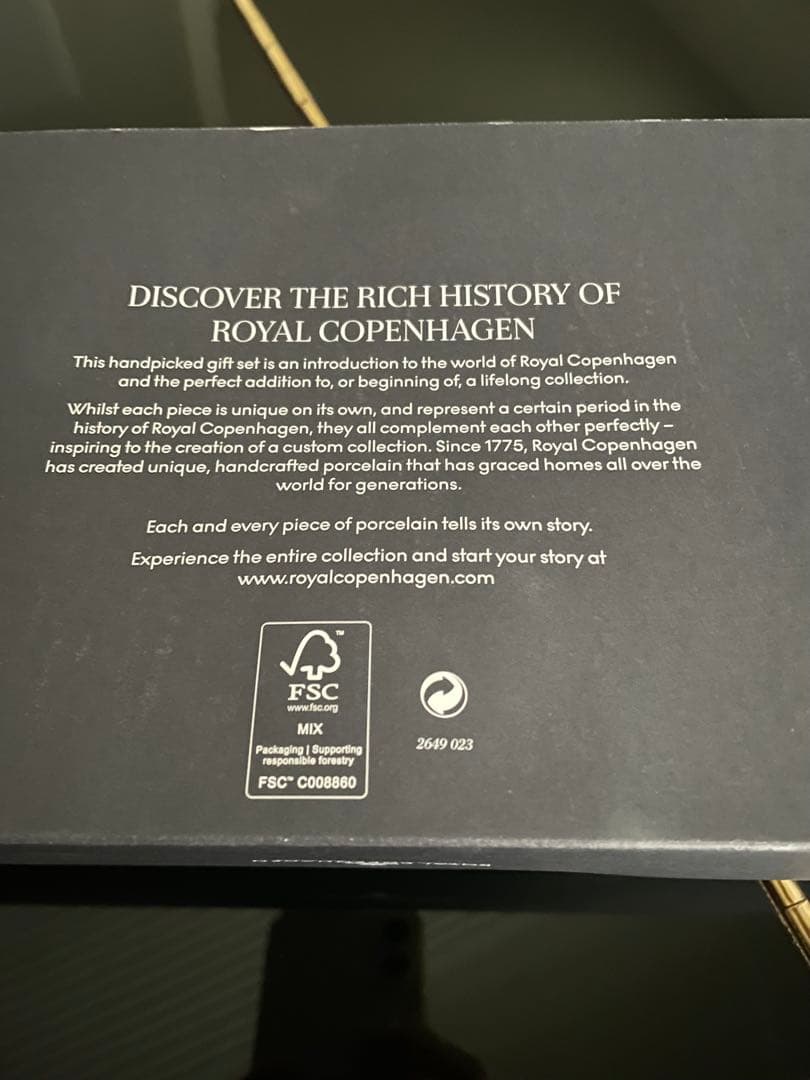 DISCOVER THE RICH HISTORY OF
ROYAL COPENHAGEN
This handpicked gift set is an introduction to the world of Royal Copenhagen
and the perfect addition to, or beginning of, a lifelong collection.
Whilst each piece is unique on its own, and represent a certain period in the
history of Royal Copenhagen, they all complement each other perfectly –
inspiring to the creation of a custom collection. Since 1775, Royal Copenhagen
has created unique, handcrafted porcelain that has graced homes all over the
world for generations.
Each and every piece of porcelain tells its own story.
Experience the entire collection and start your story at
www.royalcopenhagen.com
™
FSC
www.fsc.org
MIX
Packaging | Supporting
responsible forestry
FSC™ C008860
2649 023